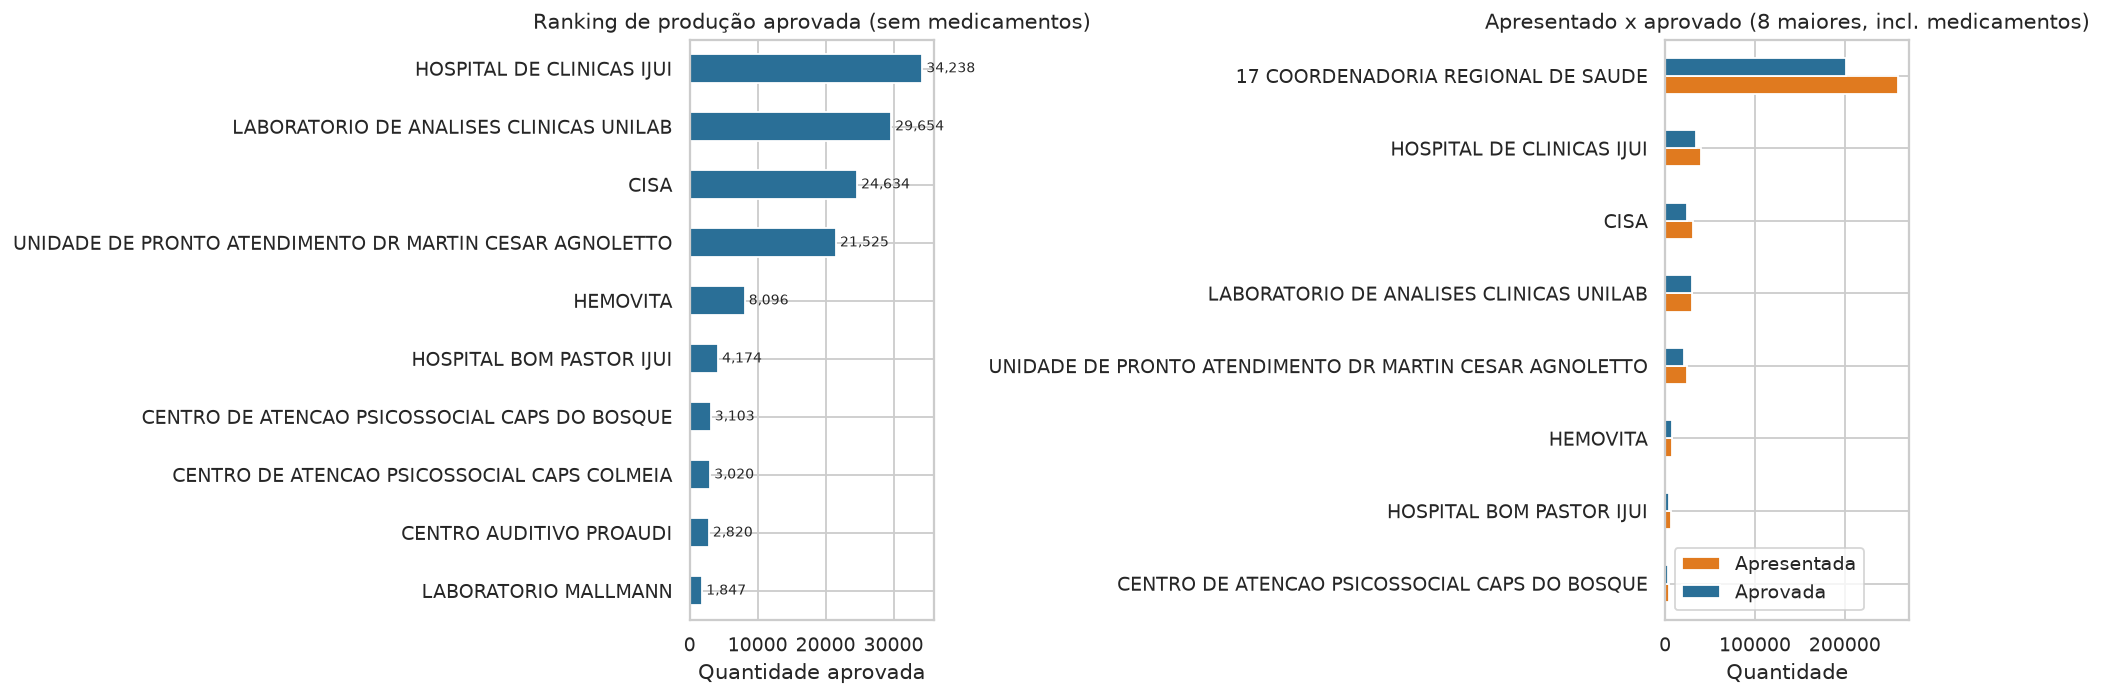 Ranking de produção aprovada (sem medicamentos)
HOSPITAL DE CLINICAS IJUI
34,238
LABORATORIO DE ANALISES CLINICAS UNILAB
29,654
CISA
24,634
UNIDADE DE PRONTO ATENDIMENTO DR MARTIN CESAR AGNOLETTO
21,525
HEMOVITA
8,096
HOSPITAL BOM PASTOR IJUI
4,174
CENTRO DE ATENCAO PSICOSSOCIAL CAPS DO BOSQUE
3,103
CENTRO DE ATENCAO PSICOSSOCIAL CAPS COLMEIA
3,020
CENTRO AUDITIVO PROAUDI
2,820
LABORATORIO MALLMANN
1,847
0 10000 20000 30000
Quantidade aprovada
Apresentado x aprovado (8 maiores, incl. medicamentos)
17 COORDENADORIA REGIONAL DE SAUDE
HOSPITAL DE CLINICAS IJUI
CISA
LABORATORIO DE ANALISES CLINICAS UNILAB
UNIDADE DE PRONTO ATENDIMENTO DR MARTIN CESAR AGNOLETTO
HEMOVITA
HOSPITAL BOM PASTOR IJUI
CENTRO DE ATENCAO PSICOSSOCIAL CAPS DO BOSQUE
Apresentada
Aprovada
0 100000 200000
Quantidade